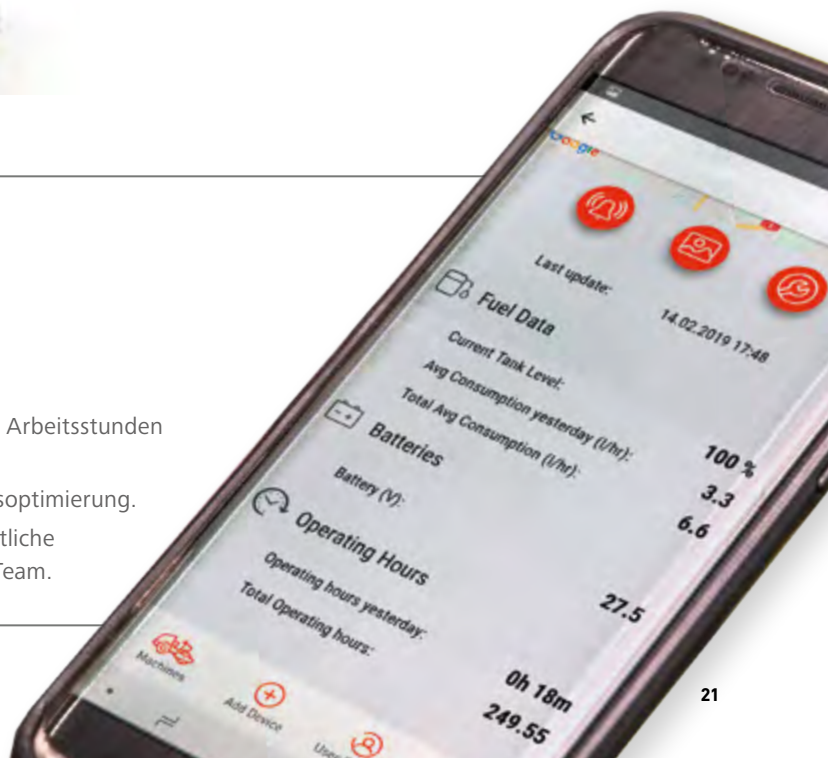 Google
Last update: 14.02.2019 17:48
Fuel Data
Current Tank Level: 100 %
Avg Consumption yesterday (l/hr): 3.3
Total Avg Consumption (l/hr): 6.6
Batteries
Battery (V): 27.5
Operating Hours
Operating hours yesterday: 0h 18m
Total Operating hours: 249.55
Machines
Add Device
User
Arbeitsstunden
soptimierung.
tliche
Team.
21